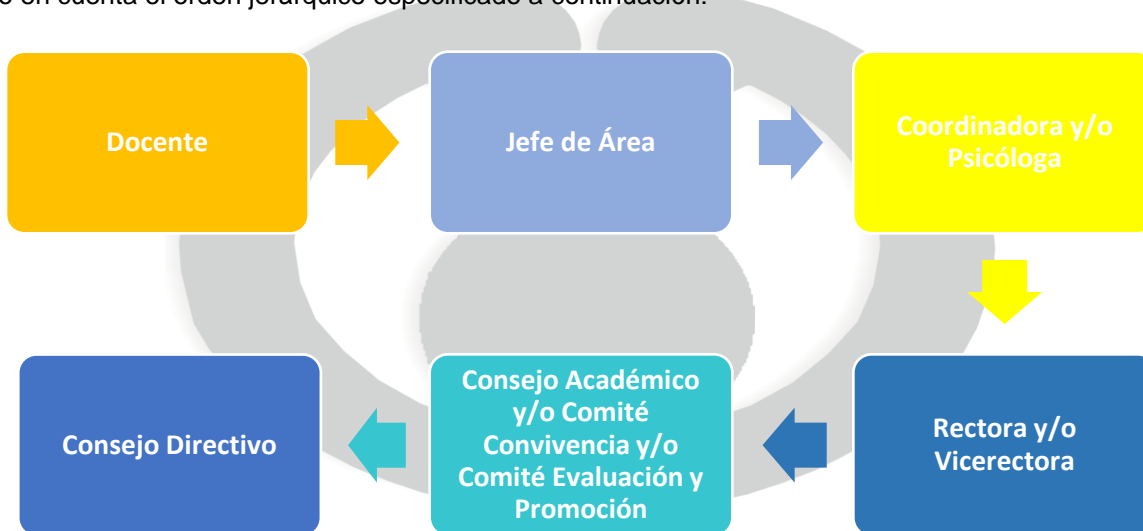 en cuenta el orden jerárquico especificado a continuación.
Docente
Jefe de Área
Coordinadora y/o
Psicóloga
Rectora y/o
Vicerectora
Consejo Académico
y/o Comité
Convivencia y/o
Comité Evaluación y
Promoción
Consejo Directivo